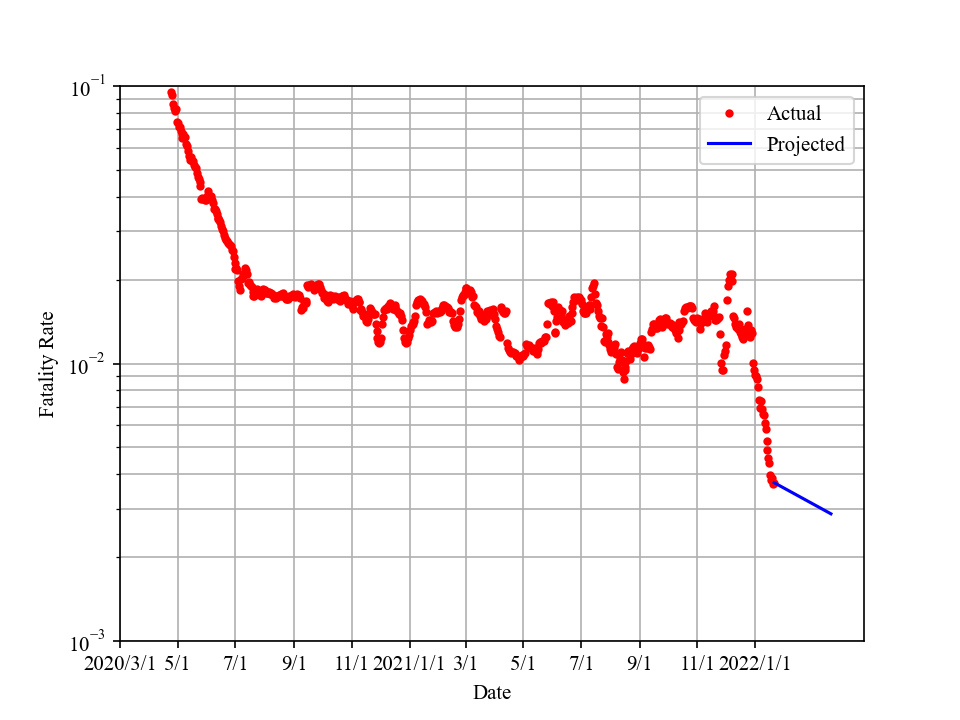 10⁻¹
Actual
Projected
10⁻²
Fatality Rate
10⁻³
2020/3/1 5/1 7/1 9/1 11/1 2021/1/1 3/1 5/1 7/1 9/1 11/1 2022/1/1
Date